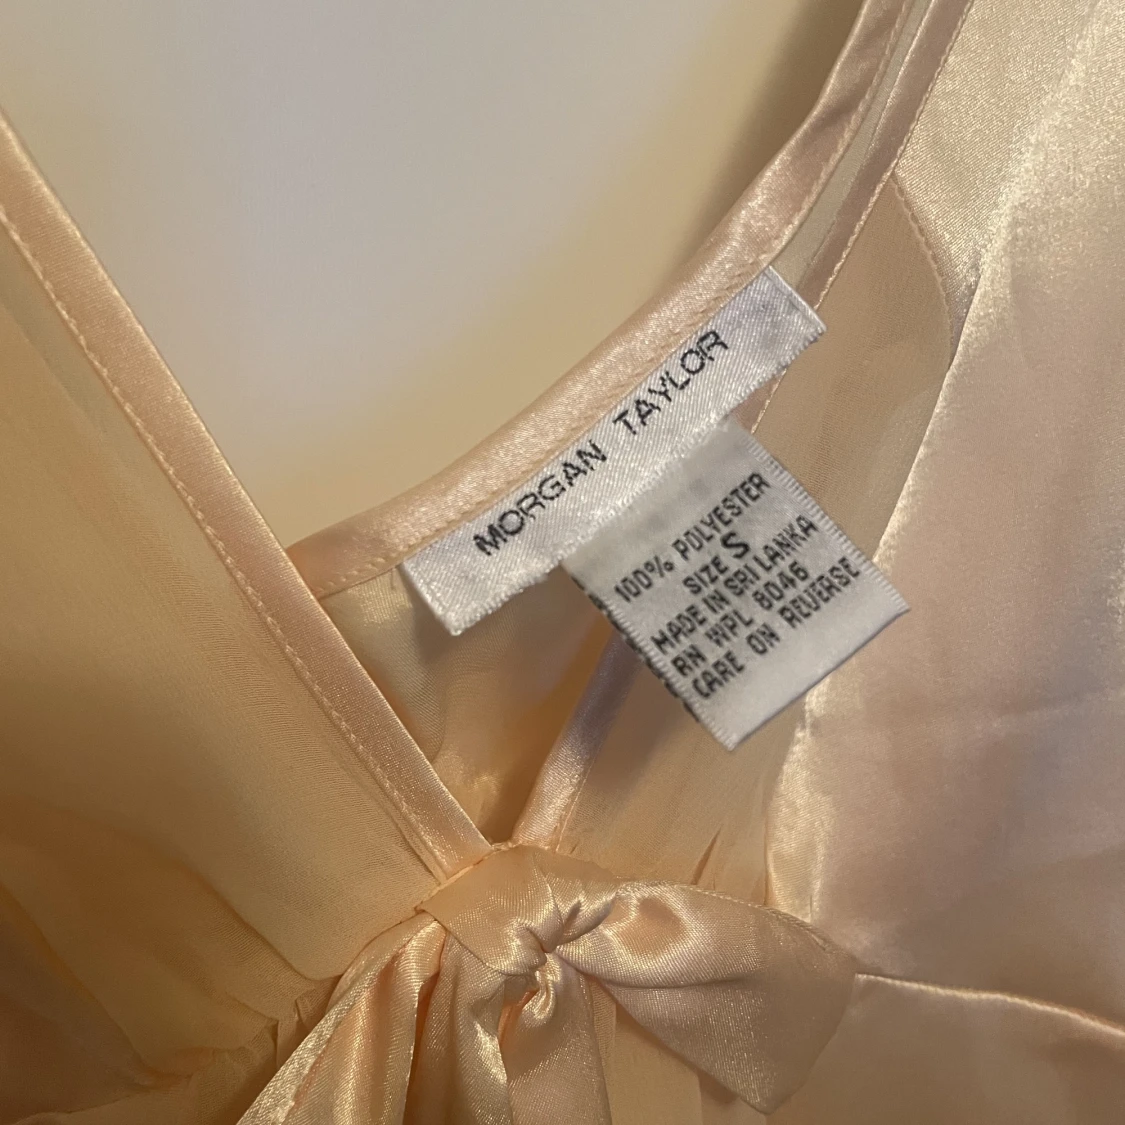 MORGAN TAYLOR
100% POLYESTER
SIZE S
MADE IN SRI LANKA
RN WPL 8046
CARE ON REVERSE